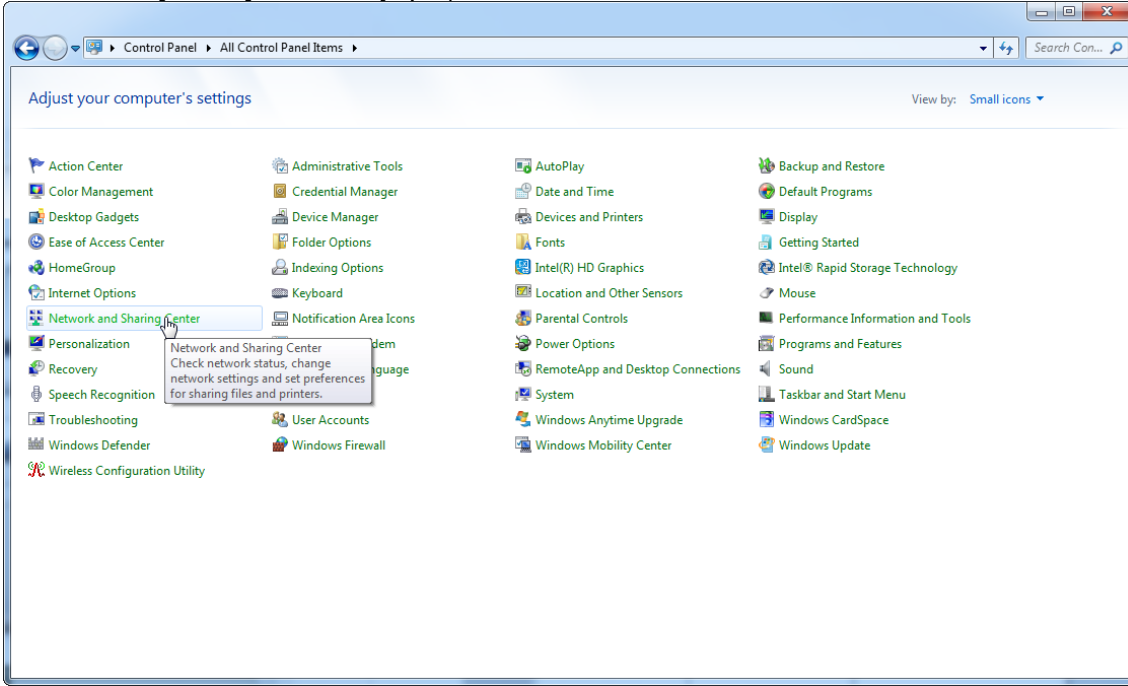 Control Panel ▸ All Control Panel Items ▸
Search Con...
Adjust your computer's settings
View by: Small icons
Action Center
Administrative Tools
AutoPlay
Backup and Restore
Color Management
Credential Manager
Date and Time
Default Programs
Desktop Gadgets
Device Manager
Devices and Printers
Display
Ease of Access Center
Folder Options
Fonts
Getting Started
HomeGroup
Indexing Options
Intel(R) HD Graphics
Intel® Rapid Storage Technology
Internet Options
Keyboard
Location and Other Sensors
Mouse
Network and Sharing Center
Notification Area Icons
Parental Controls
Performance Information and Tools
Personalization
Power Options
Programs and Features
Network and Sharing Center
Check network status, change
network settings and set preferences
for sharing files and printers.
Recovery
RemoteApp and Desktop Connections
Sound
Speech Recognition
System
Taskbar and Start Menu
Troubleshooting
User Accounts
Windows Anytime Upgrade
Windows CardSpace
Windows Defender
Windows Firewall
Windows Mobility Center
Windows Update
Wireless Configuration Utility